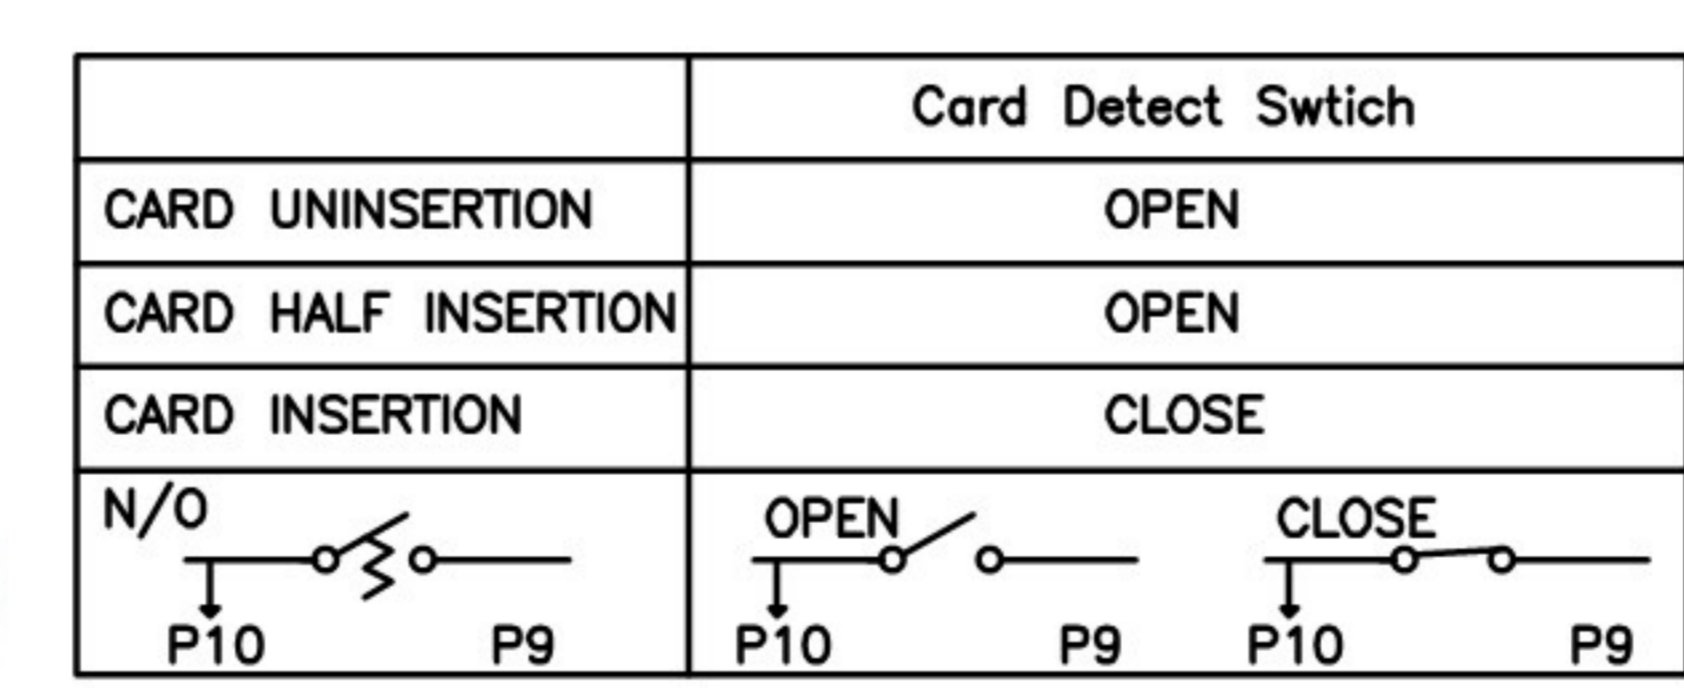 Card Detect Swtich
CARD UNINSERTION OPEN
CARD HALF INSERTION OPEN
CARD INSERTION CLOSE
N/O OPEN CLOSE
P10 P9 P10 P9 P10 P9